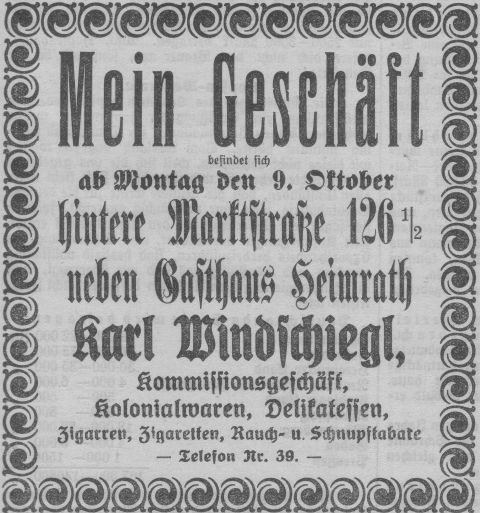 Mein Geschäft
befindet sich
ab Montag den 9. Oktober
hintere Marktstraße 126 1/2
neben Gasthaus Heimrath
Karl Windschiegl,
Kommissionsgeschäft,
Kolonialwaren, Delikatessen,
Zigarren, Zigaretten, Rauch- u. Schnupftabake
— Telefon Nr. 39. —